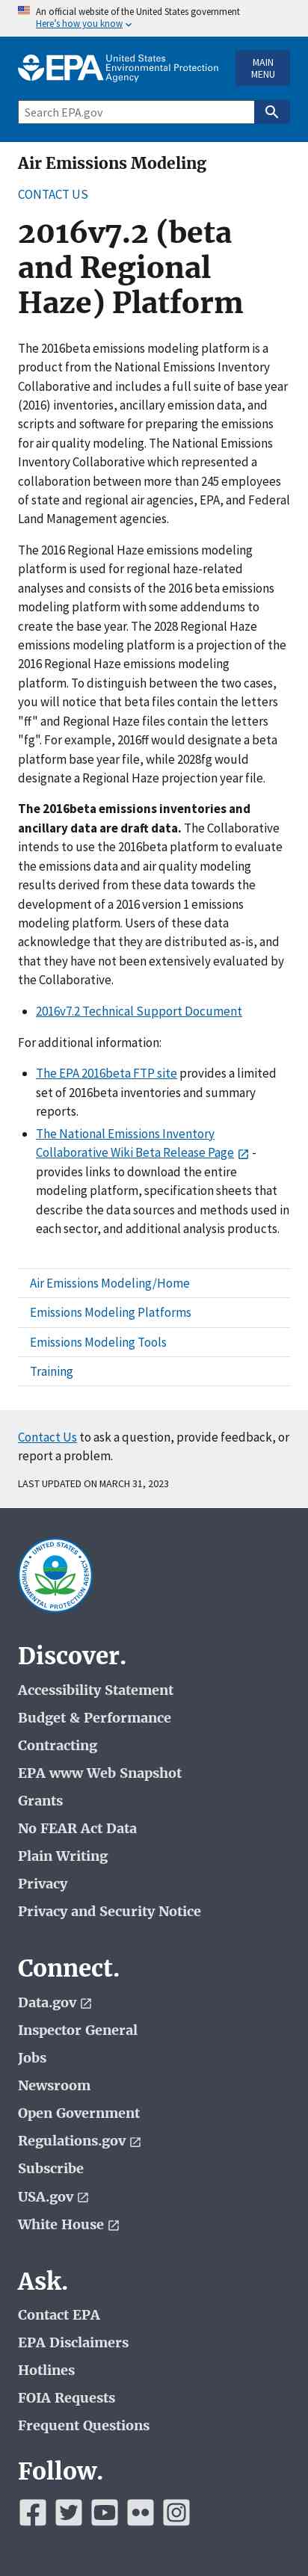 An official website of the United States government
Here's how you know
EPA United States
Environmental Protection
Agency
MAIN
MENU
Search EPA.gov
Air Emissions Modeling
CONTACT US
2016v7.2 (beta
and Regional
Haze) Platform
The 2016beta emissions modeling platform is a
product from the National Emissions Inventory
Collaborative and includes a full suite of base year
(2016) inventories, ancillary emission data, and
scripts and software for preparing the emissions
for air quality modeling. The National Emissions
Inventory Collaborative which represented a
collaboration between more than 245 employees
of state and regional air agencies, EPA, and Federal
Land Management agencies.
The 2016 Regional Haze emissions modeling
platform is used for regional haze-related
analyses and consists of the 2016 beta emissions
modeling platform with some addendums to
create the base year. The 2028 Regional Haze
emissions modeling platform is a projection of the
2016 Regional Haze emissions modeling
platform. To distinguish between the two cases,
you will notice that beta files contain the letters
"ff" and Regional Haze files contain the letters
"fg". For example, 2016ff would designate a beta
platform base year file, while 2028fg would
designate a Regional Haze projection year file.
The 2016beta emissions inventories and
ancillary data are draft data. The Collaborative
intends to use the 2016beta platform to evaluate
the emissions data and air quality modeling
results derived from these data towards the
development of a 2016 version 1 emissions
modeling platform. Users of these data
acknowledge that they understand that data as-is,
and that they have not been extensively evaluated by
the Collaborative.
2016v7.2 Technical Support Document
For additional information:
The EPA 2016beta FTP site provides a limited
set of 2016beta inventories and summary
reports.
The National Emissions Inventory
Collaborative Wiki Beta Release Page -
provides links to download the entire
modeling platform, specification sheets that
describe the data sources and methods used in
each sector, and additional analysis products.
Air Emissions Modeling/Home
Emissions Modeling Platforms
Emissions Modeling Tools
Training
Contact Us to ask a question, provide feedback, or
report a problem.
LAST UPDATED ON MARCH 31, 2023
UNITED STATES
ENVIRONMENTAL PROTECTION AGENCY
Discover.
Accessibility Statement
Budget & Performance
Contracting
EPA www Web Snapshot
Grants
No FEAR Act Data
Plain Writing
Privacy
Privacy and Security Notice
Connect.
Data.gov
Inspector General
Jobs
Newsroom
Open Government
Regulations.gov
Subscribe
USA.gov
White House
Ask.
Contact EPA
EPA Disclaimers
Hotlines
FOIA Requests
Frequent Questions
Follow.